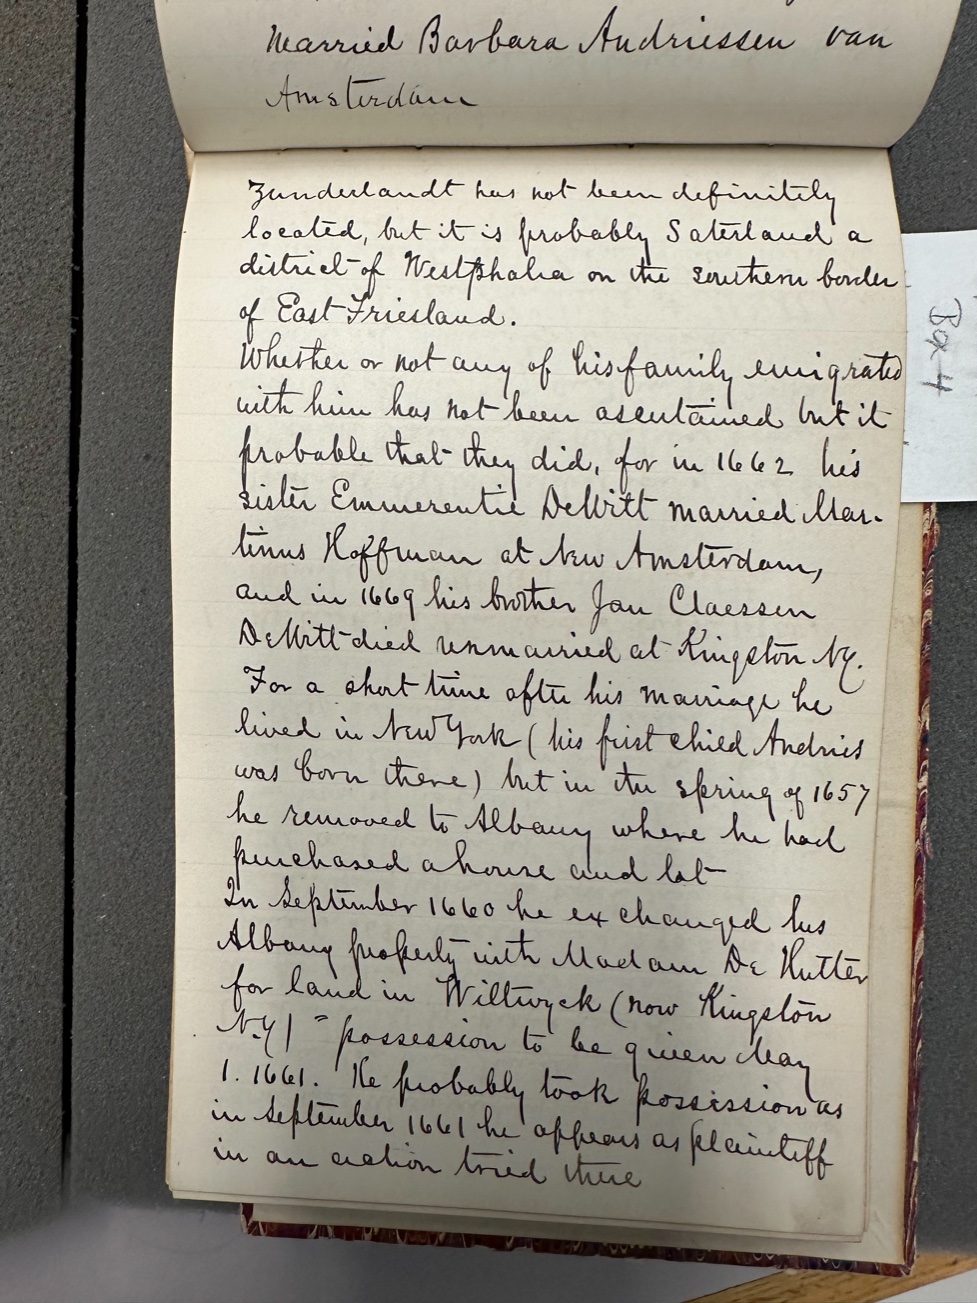 Married Barbara Andriessen van
Amsterdam
Zunderlandt has not been definitely
located, but it is probably Saterland a
district of Westphalia on the southern border
of East Friesland.
Whether or not any of his family emigrated
with him has not been ascertained but it
probable that they did, for in 1662 his
sister Emmerentie DeWitt married Mar-
tinus Hoffman at New Amsterdam,
and in 1669 his brother Jan Claessen
DeWitt died unmarried at Kingston NY.
For a short time after his marriage he
lived in New York (his first child Andries
was born there) but in the spring of 1657
he removed to Albany where he had
purchased a house and lot
In September 1660 he exchanged his
Albany property with Madam De Hutter
for land in Wiltwyck (now Kingston
N.Y) " possession to be given May
1. 1661. He probably took possession as
in September 1661 he appears as plaintiff
in an action tried there
Box 4